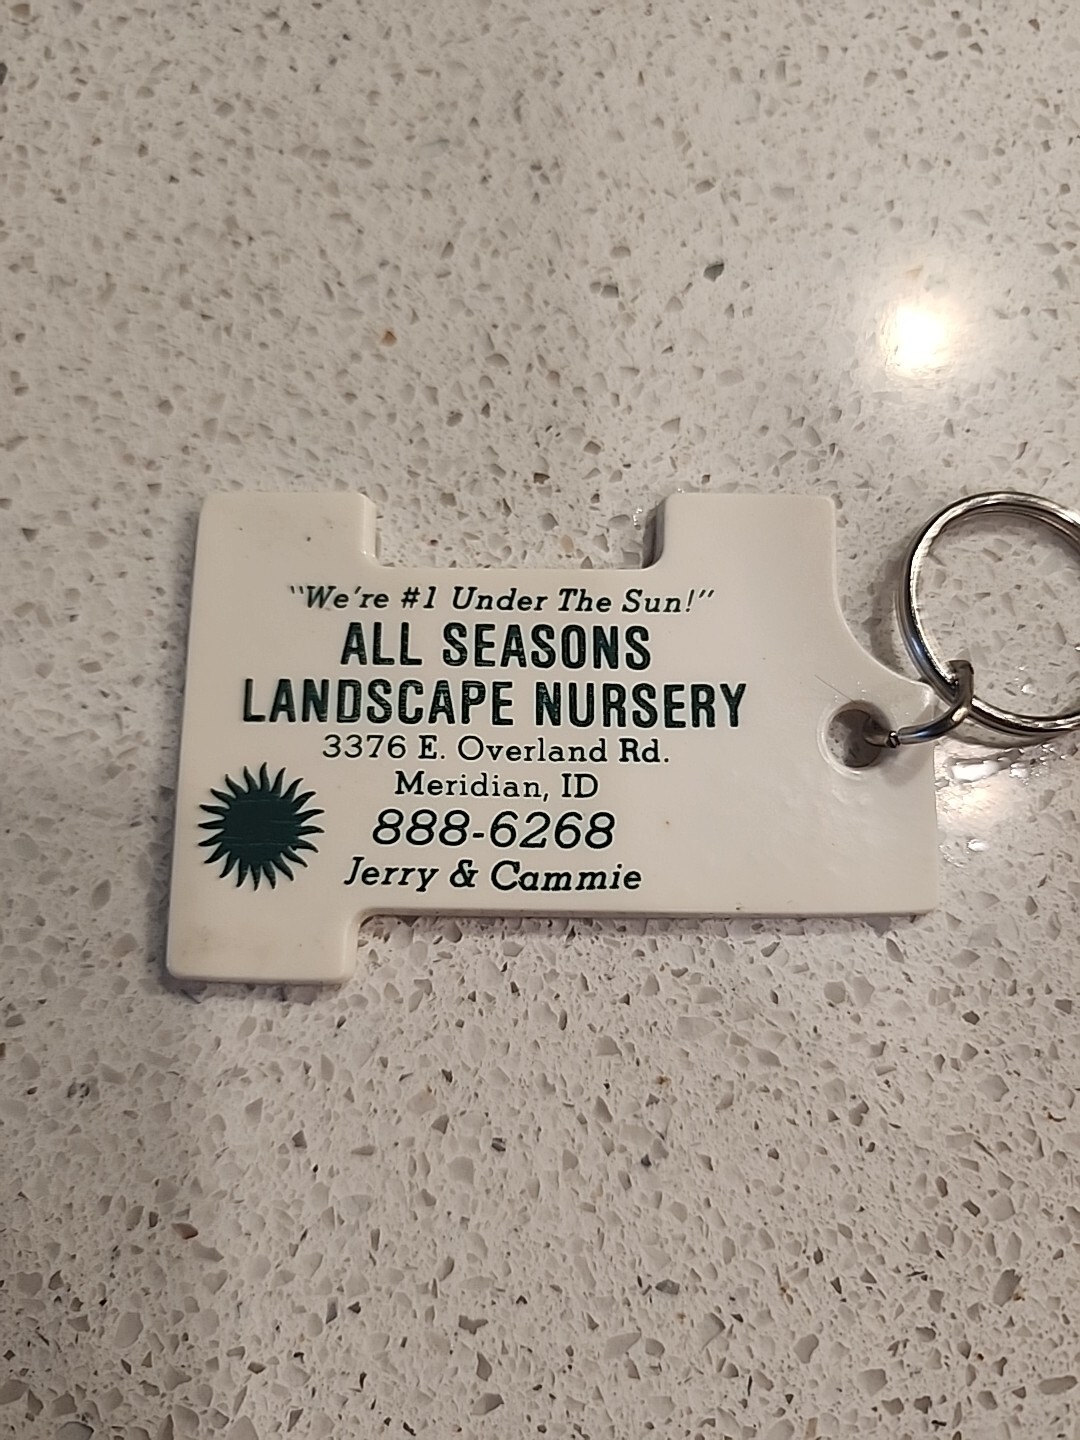 "We're #1 Under The Sun!"
ALL SEASONS
LANDSCAPE NURSERY
3376 E. Overland Rd.
Meridian, ID
888-6268
Jerry & Cammie